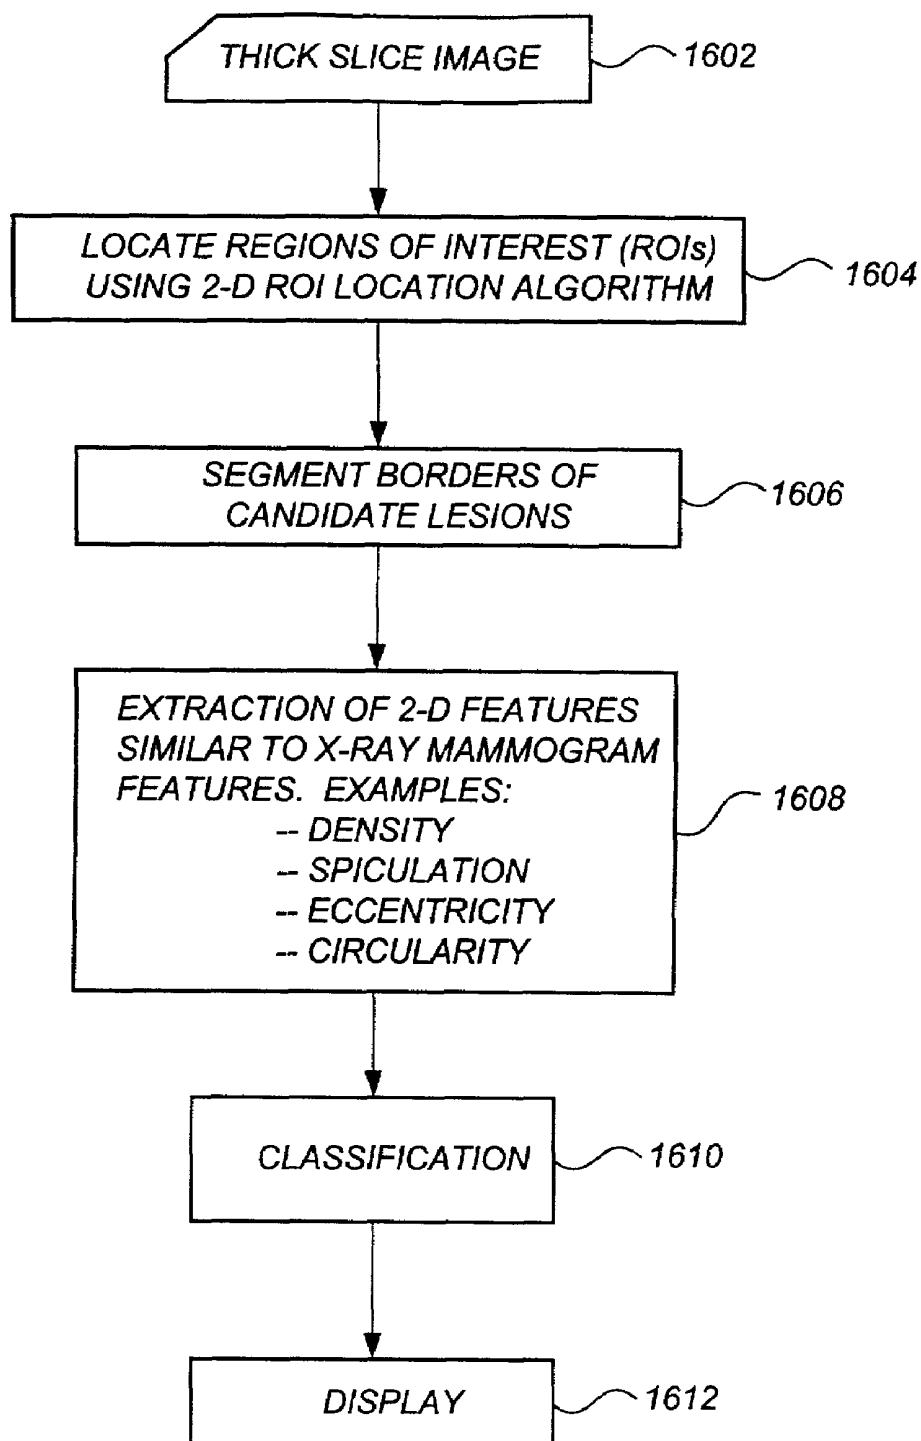 THICK SLICE IMAGE
1602
LOCATE REGIONS OF INTEREST (ROIs)
USING 2-D ROI LOCATION ALGORITHM
1604
SEGMENT BORDERS OF
CANDIDATE LESIONS
1606
EXTRACTION OF 2-D FEATURES
SIMILAR TO X-RAY MAMMOGRAM
FEATURES. EXAMPLES:
-- DENSITY
-- SPICULATION
-- ECCENTRICITY
-- CIRCULARITY
1608
CLASSIFICATION
1610
DISPLAY
1612